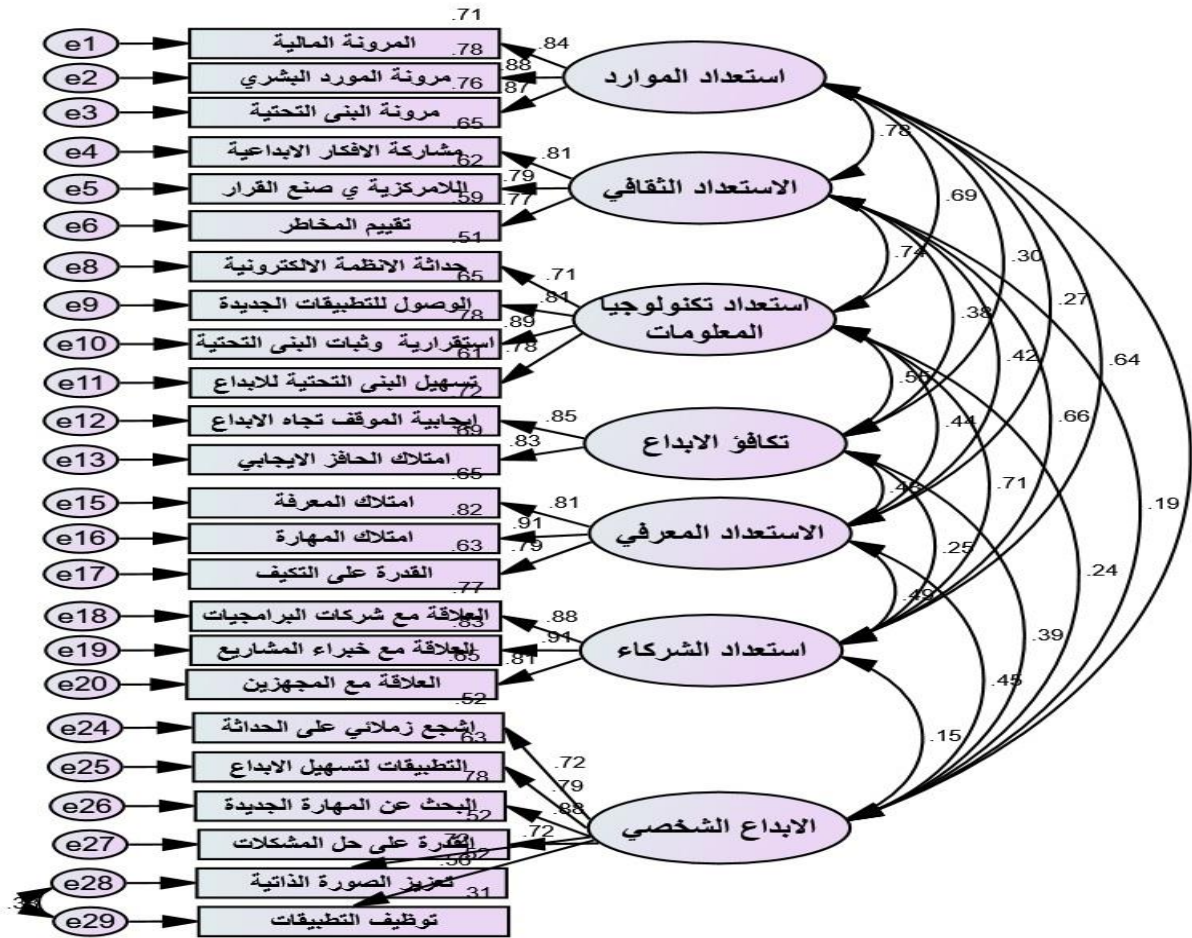 .71
e1 المرونة المالية .84 استعداد الموارد
.78
e2 مرونة المورد البشري .88
.76
e3 مرونة البنى التحتية .87
.65
.78
e4 مشاركة الافكار الابداعية .81
.62
e5 اللامركزية ي صنع القرار .79 الاستعداد الثقافي
.59
e6 تقييم المخاطر .77
.69
.51
.74
.30
e8 حداثة الانظمة الالكترونية .71
.65
e9 الوصول للتطبيقات الجديدة .81 استعداد تكنولوجيا
.78
المعلومات
.38
.27
e10 استقرارية وثبات البنى التحتية .89
.61
.42
.64
e11 تسهيل البنى التحتية للابداع .78
.72
.55
e12 إيجابية الموقف تجاه الابداع .85
.69
.44
.66
تكافؤ الابداع
e13 امتلاك الحافز الايجابي .83
.65
.71
.19
e15 امتلاك المعرفة .81
.82
e16 امتلاك المهارة .91 الاستعداد المعرفي
.63
.25
e17 القدرة على التكيف .79
.77
.49
.24
e18 العلاقة مع شركات البرامجيات .88
.83
e19 العلاقة مع خبراء المشاريع .91 استعداد الشركاء
.65
.39
e20 العلاقة مع المجهزين .81
.52
.45
.15
e24 اشجع زملائي على الحداثة .72
.63
e25 التطبيقات لتسهيل الابداع .79
.78
e26 البحث عن المهارة الجديدة .88
.52
الابداع الشخصي
e27 القدرة على حل المشكلات .72
.72
.52
.56
e28 تعزيز الصورة الذاتية
.31
e29 توظيف التطبيقات